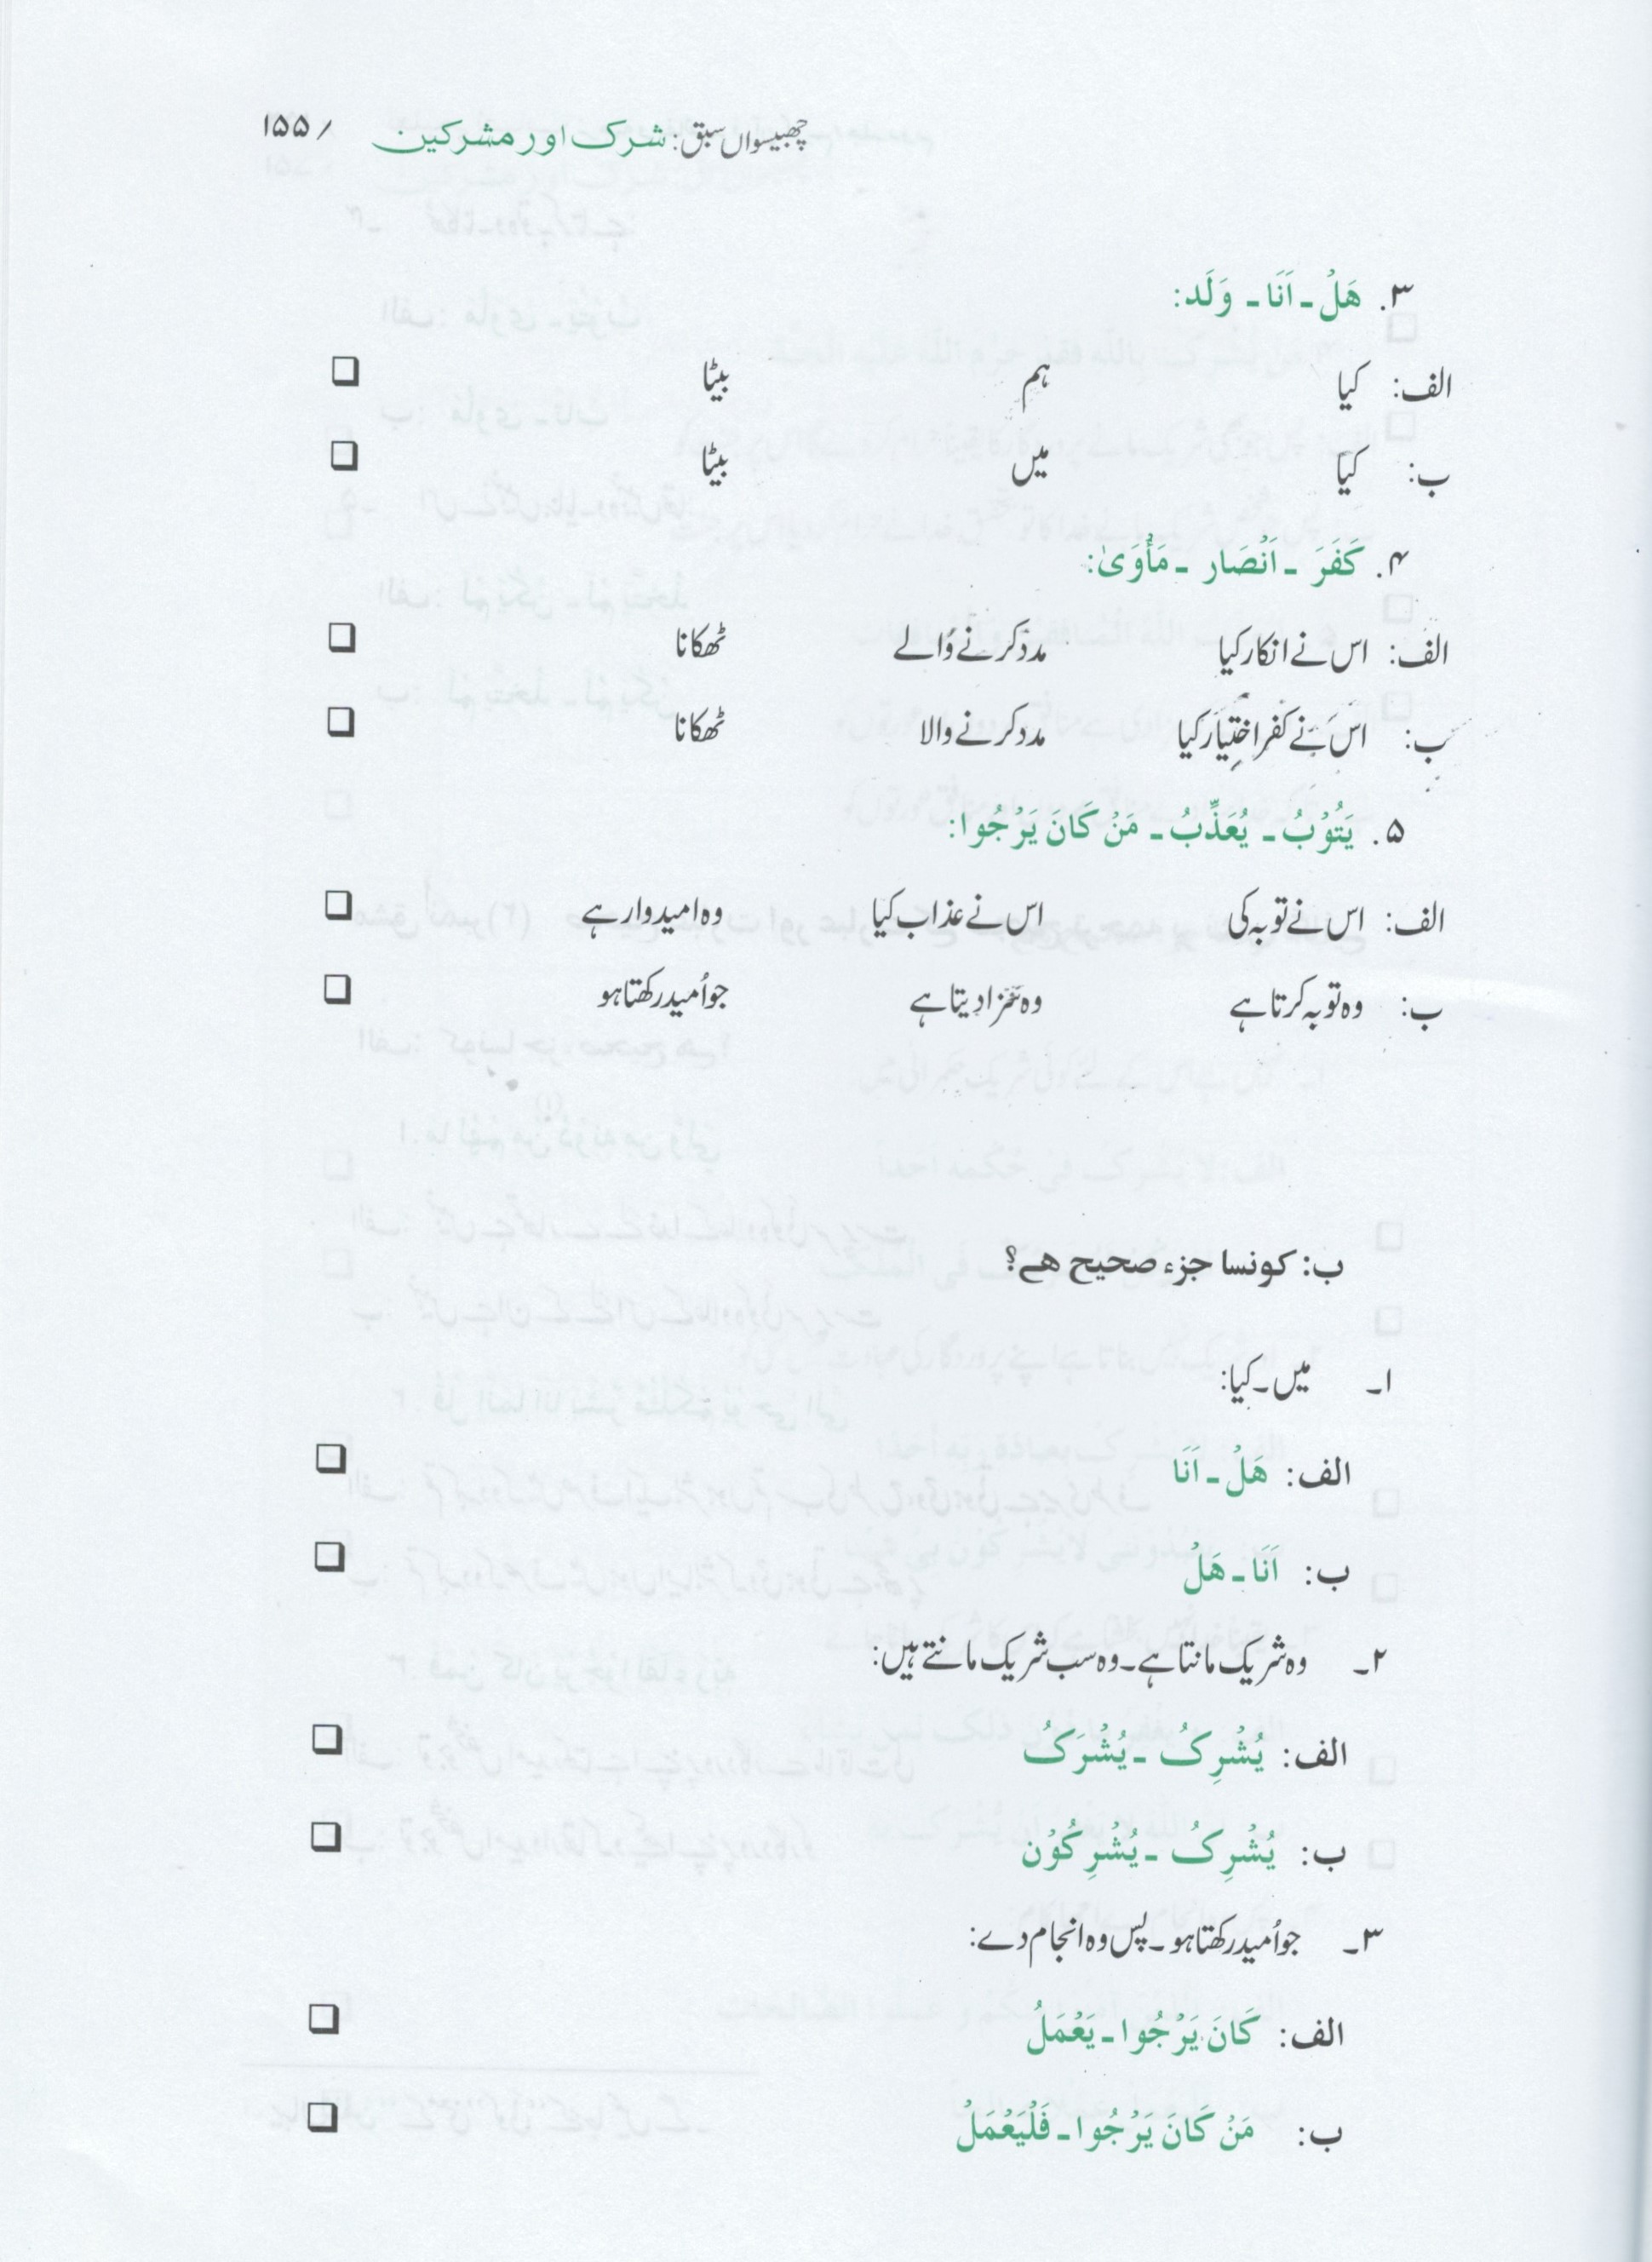 چھبیسواں سبق: شرک اور مشرکین / ۱۵۵
۳. هَلْ ـ اَنَا ـ وَلَد:
الف: کیا ہم بیٹا ❑
ب: کیا میں بیٹا ❑
۴. كَفَرَ ـ اَنْصَار ـ مَأْوَىٰ:
الف: اس نے انکار کیا مدد کرنے والے ٹھکانا ❑
ب: اس نے کفر اختیار کیا مدد کرنے والا ٹھکانا ❑
۵. يَتُوْبُ ـ يُعَذِّبُ ـ مَنْ كَانَ يَرْجُوا:
الف: اس نے توبہ کی اس نے عذاب کیا وہ امیدوار ہے ❑
ب: وہ توبہ کرتا ہے وہ سزا دیتا ہے جو اُمید رکھتا ہو ❑
ب: کونسا جزء صحیح ھے؟
۱ـ میں ـ کیا:
الف: هَلْ ـ اَنَا ❑
ب: اَنَا ـ هَلْ ❑
۲ـ وہ شریک مانتا ہے ـ وہ سب شریک مانتے ہیں:
الف: يُشْرِكُ ـ يُشْرَكُ ❑
ب: يُشْرِكُ ـ يُشْرِكُوْن ❑
۳ـ جو اُمید رکھتا ہو ـ پس وہ انجام دے:
الف: كَانَ يَرْجُوا ـ يَعْمَلُ ❑
ب: مَنْ كَانَ يَرْجُوا ـ فَلْيَعْمَلْ ❑